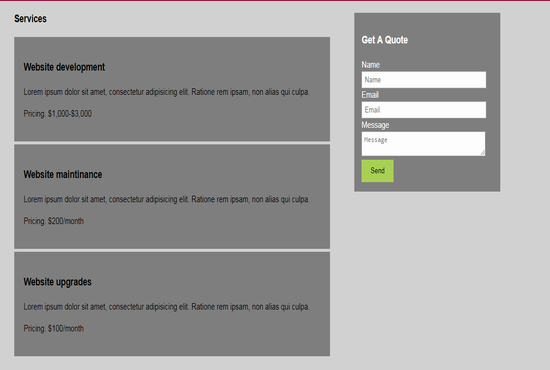 Services
Website development
Lorem ipsum dolor sit amet, consectetur adipisicing elit. Ratione rem ipsam, non alias qui culpa.
Pricing: $1,000-$3,000
Website maintinance
Lorem ipsum dolor sit amet, consectetur adipisicing elit. Ratione rem ipsam, non alias qui culpa.
Pricing: $200/month
Website upgrades
Lorem ipsum dolor sit amet, consectetur adipisicing elit. Ratione rem ipsam, non alias qui culpa.
Pricing: $100/month
Get A Quote
Name
Name
Email
Email
Message
Message
Send